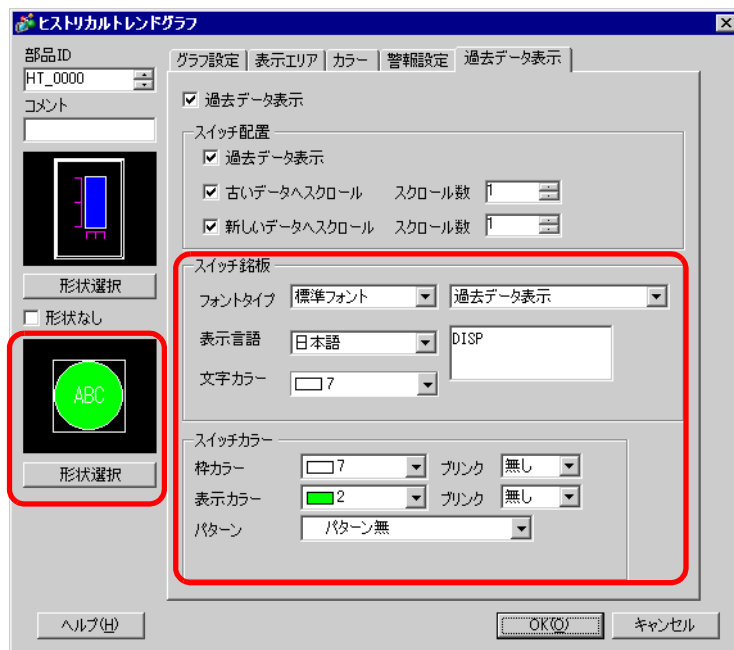 ヒストリカルトレンドグラフ
部品ID
HT_0000
コメント
形状選択
形状なし
ABC
形状選択
グラフ設定 表示エリア カラー 警報設定 過去データ表示
過去データ表示
スイッチ配置
過去データ表示
古いデータへスクロール スクロール数 1
新しいデータへスクロール スクロール数 1
スイッチ銘板
フォントタイプ 標準フォント 過去データ表示
表示言語 日本語 DISP
文字カラー 7
スイッチカラー
枠カラー 7 ブリンク 無し
表示カラー 2 ブリンク 無し
パターン パターン無
ヘルプ(H) OK(O) キャンセル